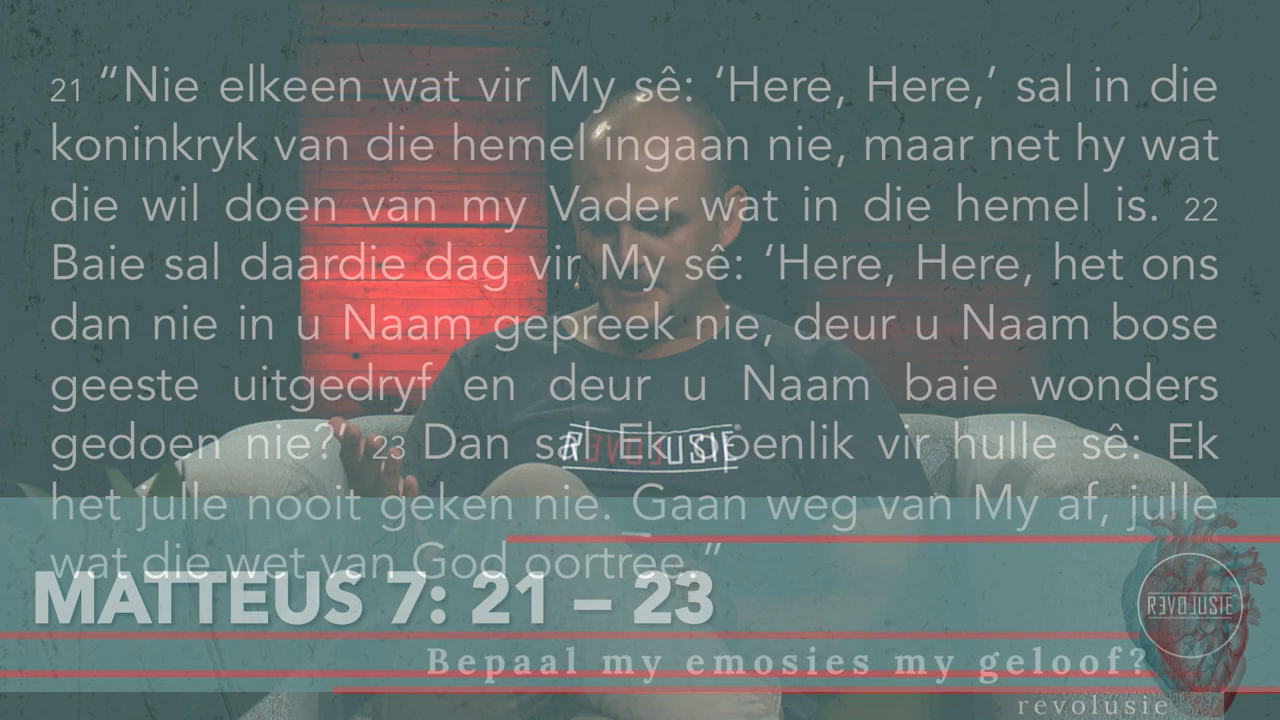 21 “Nie elkeen wat vir My sê: ‘Here, Here,’ sal in die
koninkryk van die hemel ingaan nie, maar net hy wat
die wil doen van my Vader wat in die hemel is. 22
Baie sal daardie dag vir My sê: ‘Here, Here, het ons
dan nie in u Naam gepreek nie, deur u Naam bose
geeste uitgedryf en deur u Naam baie wonders
gedoen nie?’ 23 Dan sal Ek openlik vir hulle sê: Ek
het julle nooit geken nie. Gaan weg van My af, julle
wat die wet van God oortree.”
MATTEUS 7: 21 – 23
Bepaal my emosies my geloof?
REVOLUSIE
REVOLUSIE
revolusie